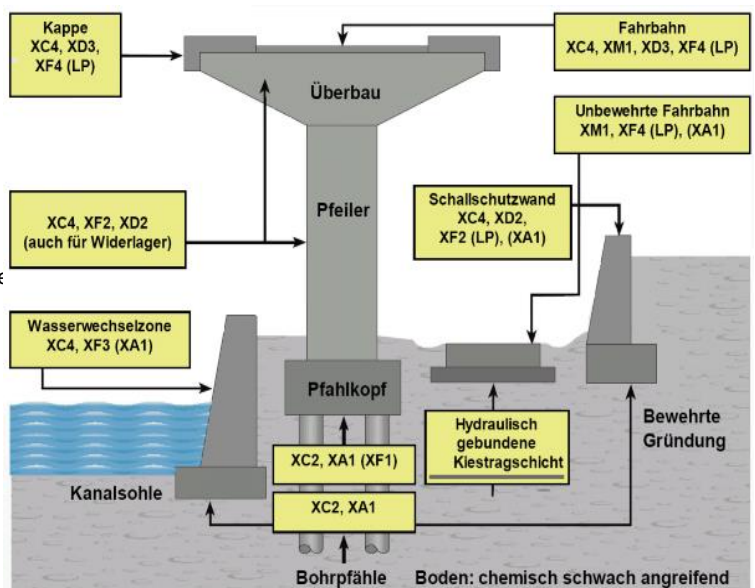 Kappe
XC4, XD3,
XF4 (LP)
Fahrbahn
XC4, XM1, XD3, XF4 (LP)
Überbau
Unbewehrte Fahrbahn
XM1, XF4 (LP), (XA1)
Pfeiler
Schallschutzwand
XC4, XD2,
XF2 (LP), (XA1)
XC4, XF2, XD2
(auch für Widerlager)
Wasserwechselzone
XC4, XF3 (XA1)
Pfahlkopf
Bewehrte
Gründung
Hydraulisch
gebundene
Kiestragschicht
XC2, XA1 (XF1)
Kanalsohle
XC2, XA1
Bohrpfähle
Boden: chemisch schwach angreifend